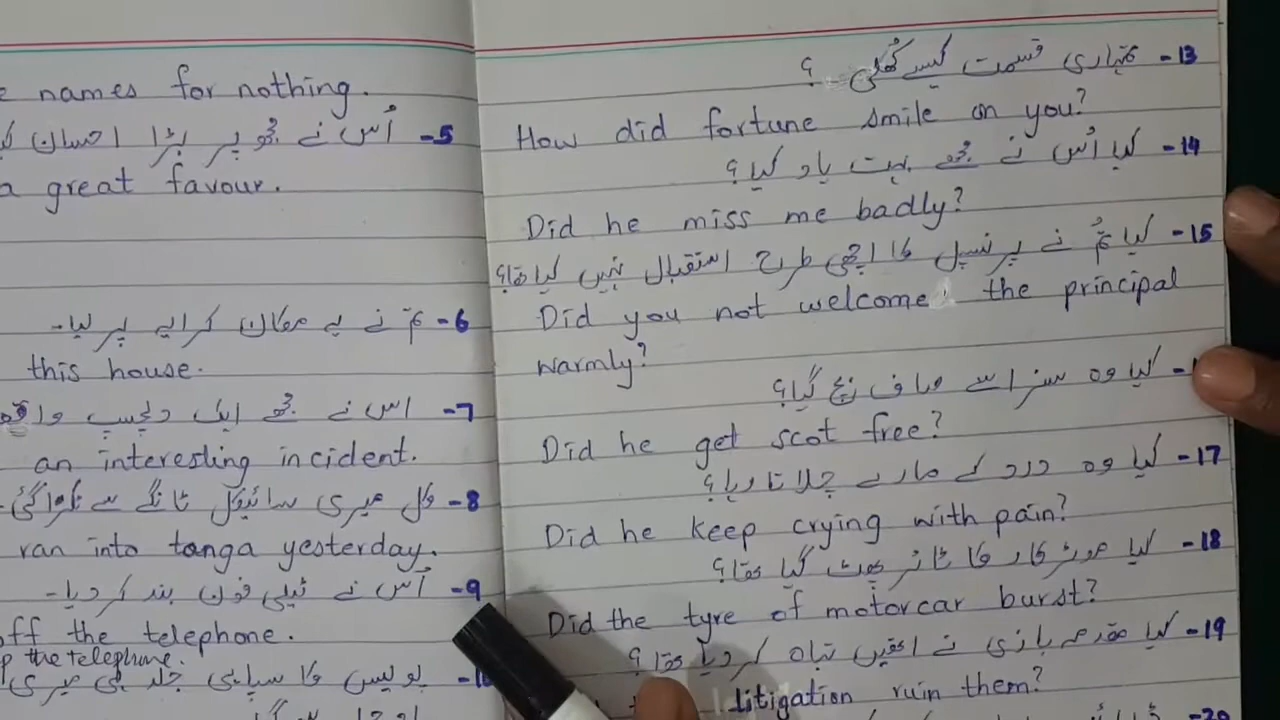 names for nothing.
5- اُس نے مجھ پر بڑا احسان
a great favour.
6- تم نے یہ مکان کرایے پر لیا۔
this house.
7- اس نے مجھے ایک دلچسپ
an interesting incident.
8- کل میری سائیکل ٹانگے سے ٹکرا گئی
ran into tanga yesterday.
9- اُس نے ٹیلی فون بند کر دیا۔
off the telephone.
the telephone.
پولیس کا سپاہی جلد ہی میری
13- تمہاری قسمت کیسے کُھلی ؟
How did fortune smile on you?
14- کیا اُس نے مجھے بہت یاد کیا؟
Did he miss me badly?
15- کیا تُم نے پرنسپل کا اچھی طرح استقبال نہیں کیا تھا؟
Did you not welcome the principal
warmly?
کیا وہ سزا سے صاف بچ گیا؟
Did he get scot free?
17- کیا وہ درد کے مارے چلاتا رہا؟
Did he keep crying with pain?
18- کیا موٹر کار کا ٹائر پھٹ گیا تھا؟
Did the tyre of motorcar burst?
19- کیا مقدمہ بازی نے انھیں تباہ کر دیا تھا؟
litigation ruin them?
20-